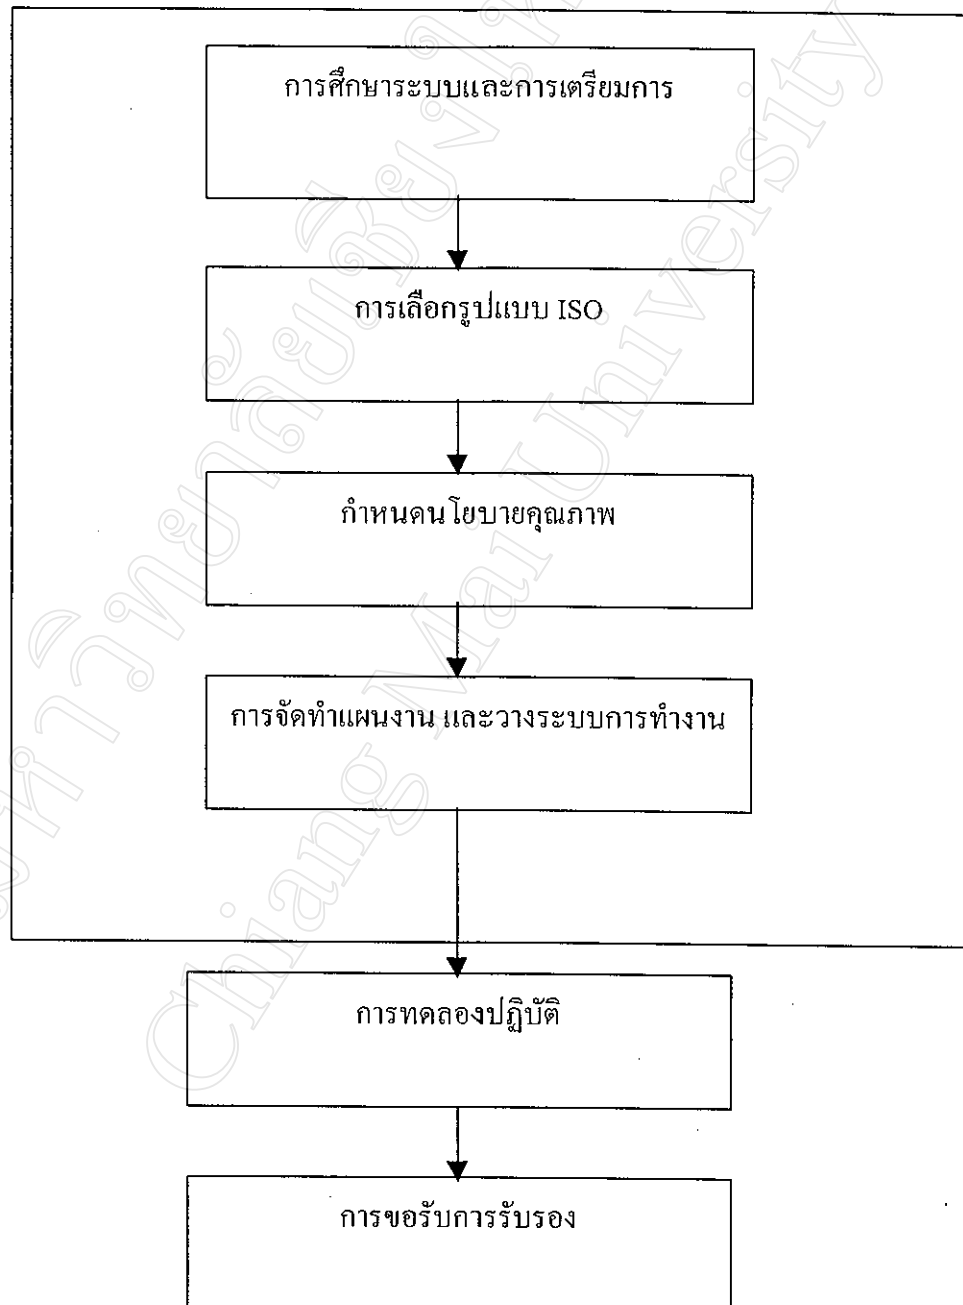 การศึกษาระบบและการเตรียมการ
การเลือกรูปแบบ ISO
กำหนดนโยบายคุณภาพ
การจัดทำแผนงาน และวางระบบการทำงาน
การทดลองปฏิบัติ
การขอรับการรับรอง
Chiang Mai University